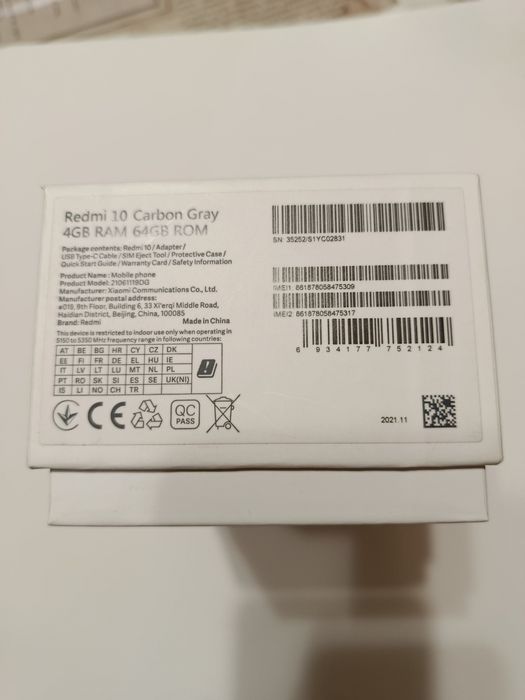 Redmi 10 Carbon Gray
4GB RAM 64GB ROM
Package contents: Redmi 10 / Adapter /
USB Type-C Cable / SIM Eject Tool / Protective Case /
Quick Start Guide / Warranty Card / Safety Information
Product Name: Mobile phone
Product Model: 21061119DG
Manufacturer: Xiaomi Communications Co., Ltd.
Manufacturer postal address:
#019, 9th Floor, Building 6, 33 Xi'erqi Middle Road,
Haidian District, Beijing, China, 100085
Brand: Redmi Made in China
This device is restricted to indoor use only when operating in
5150 to 5350 MHz frequency range in following countries:
AT BE BG HR CY CZ DK
EE FI FR DE EL HU IE
IT LV LT LU MT NL PL
PT RO SK SI ES SE UK(NI)
IS LI NO CH TR
CE
QC
PASS
SN: 35252/S1YC02831
IMEI1: 861878058475309
IMEI2: 861878058475317
6 934177 752124
2021.11